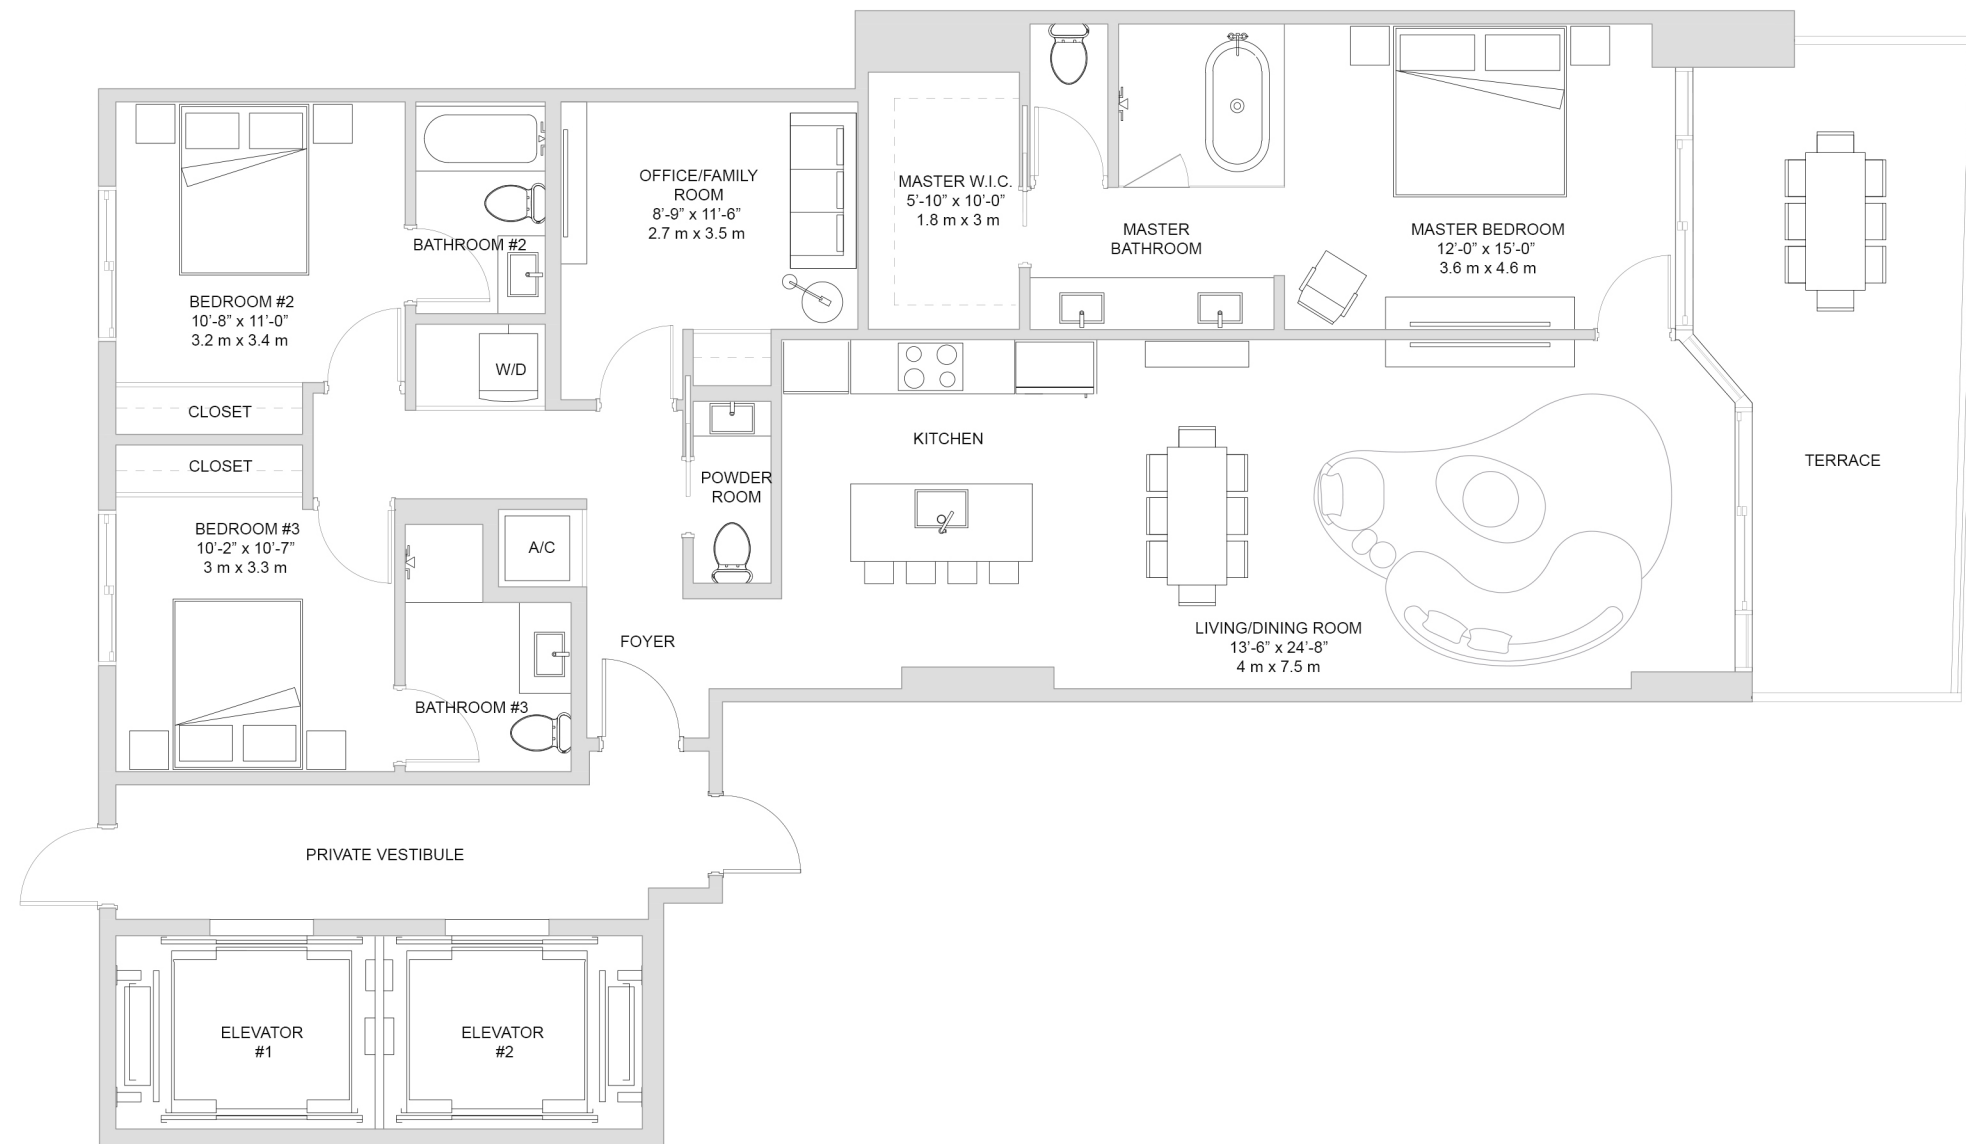 OFFICE/FAMILY
ROOM
8’-9” x 11’-6”
2.7 m x 3.5 m
MASTER W.I.C.
5’-10” x 10’-0”
1.8 m x 3 m
MASTER
BATHROOM
MASTER BEDROOM
12’-0” x 15’-0”
3.6 m x 4.6 m
BATHROOM #2
BEDROOM #2
10’-8” x 11’-0”
3.2 m x 3.4 m
W/D
CLOSET
CLOSET
KITCHEN
TERRACE
POWDER
ROOM
BEDROOM #3
10’-2” x 10’-7”
3 m x 3.3 m
A/C
FOYER
LIVING/DINING ROOM
13’-6” x 24’-8”
4 m x 7.5 m
BATHROOM #3
PRIVATE VESTIBULE
ELEVATOR
#1
ELEVATOR
#2